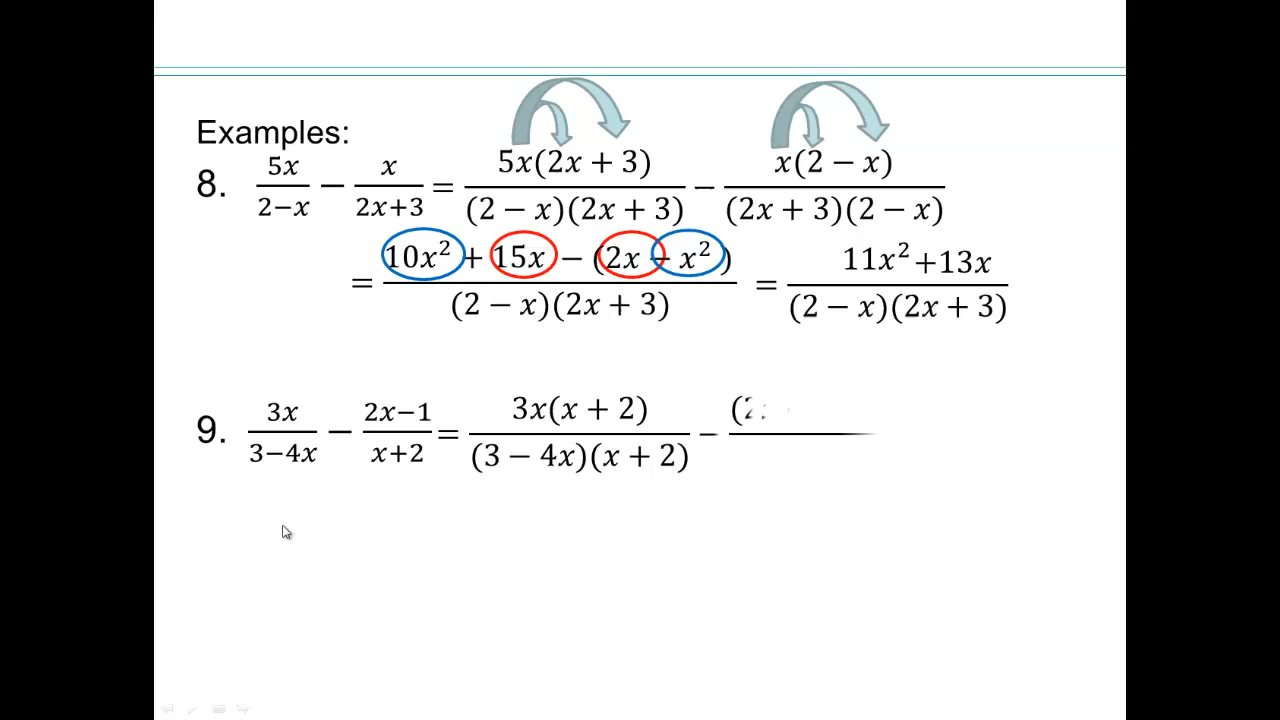 Examples:
8. 5x/(2−x) − x/(2x+3) = 5x(2x + 3)/((2 − x)(2x + 3)) − x(2 − x)/((2x + 3)(2 − x))
= (10x² + 15x − (2x − x²))/((2 − x)(2x + 3)) = (11x²+13x)/((2 − x)(2x + 3))
9. 3x/(3−4x) − (2x−1)/(x+2) = 3x(x + 2)/((3 − 4x)(x + 2)) − (2